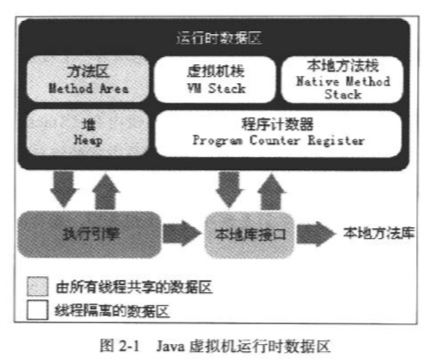 运行时数据区
方法区
Method Area
虚拟机栈
VM Stack
本地方法栈
Native Method
Stack
堆
Heap
程序计数器
Program Counter Register
执行引擎
本地库接口
本地方法库
由所有线程共享的数据区
线程隔离的数据区
图 2-1 Java 虚拟机运行时数据区